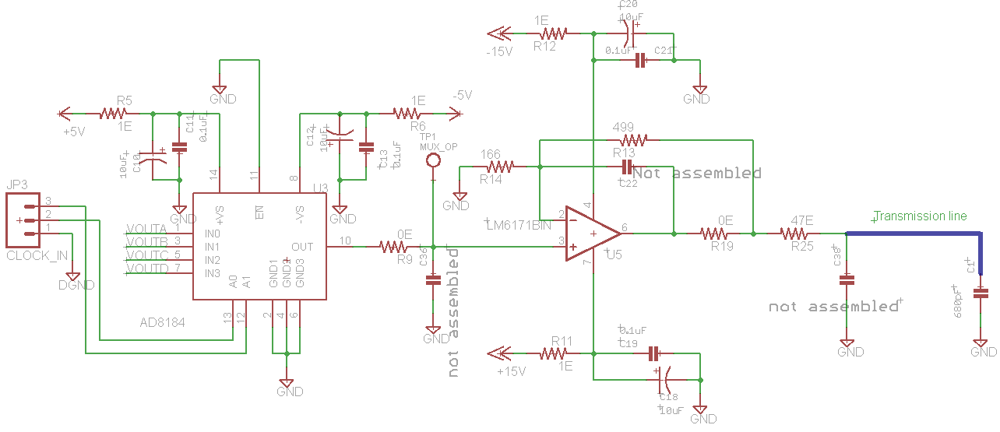 C20
10uF
1E
R12
-15V
0.1uF
C21
GND
GND
R5
1E
+5V
C11
0.1uF
10uF
C10
GND
1E
R6
-5V
C12
10uF
C13
0.1uF
GND
TP1
MUX_OP
JP3
3
2
1
CLOCK_IN
DGND
VOUTA
VOUTB
VOUTC
VOUTD
1
3
5
7
14
11
8
U3
+VS
EN
-VS
IN0
IN1
IN2
IN3
OUT
10
A0
A1
GND1
GND2
GND3
13
12
2
4
6
AD8184
GND
0E
R9
C36
not assembled
GND
166
R14
GND
499
R13
C22
Not assembled
LM6171BIN
2
3
4
6
7
U5
0E
R19
47E
R25
Transmission line
C38
not assembled
GND
C1
680pF
GND
R11
1E
+15V
0.1uF
C19
C18
10uF
GND